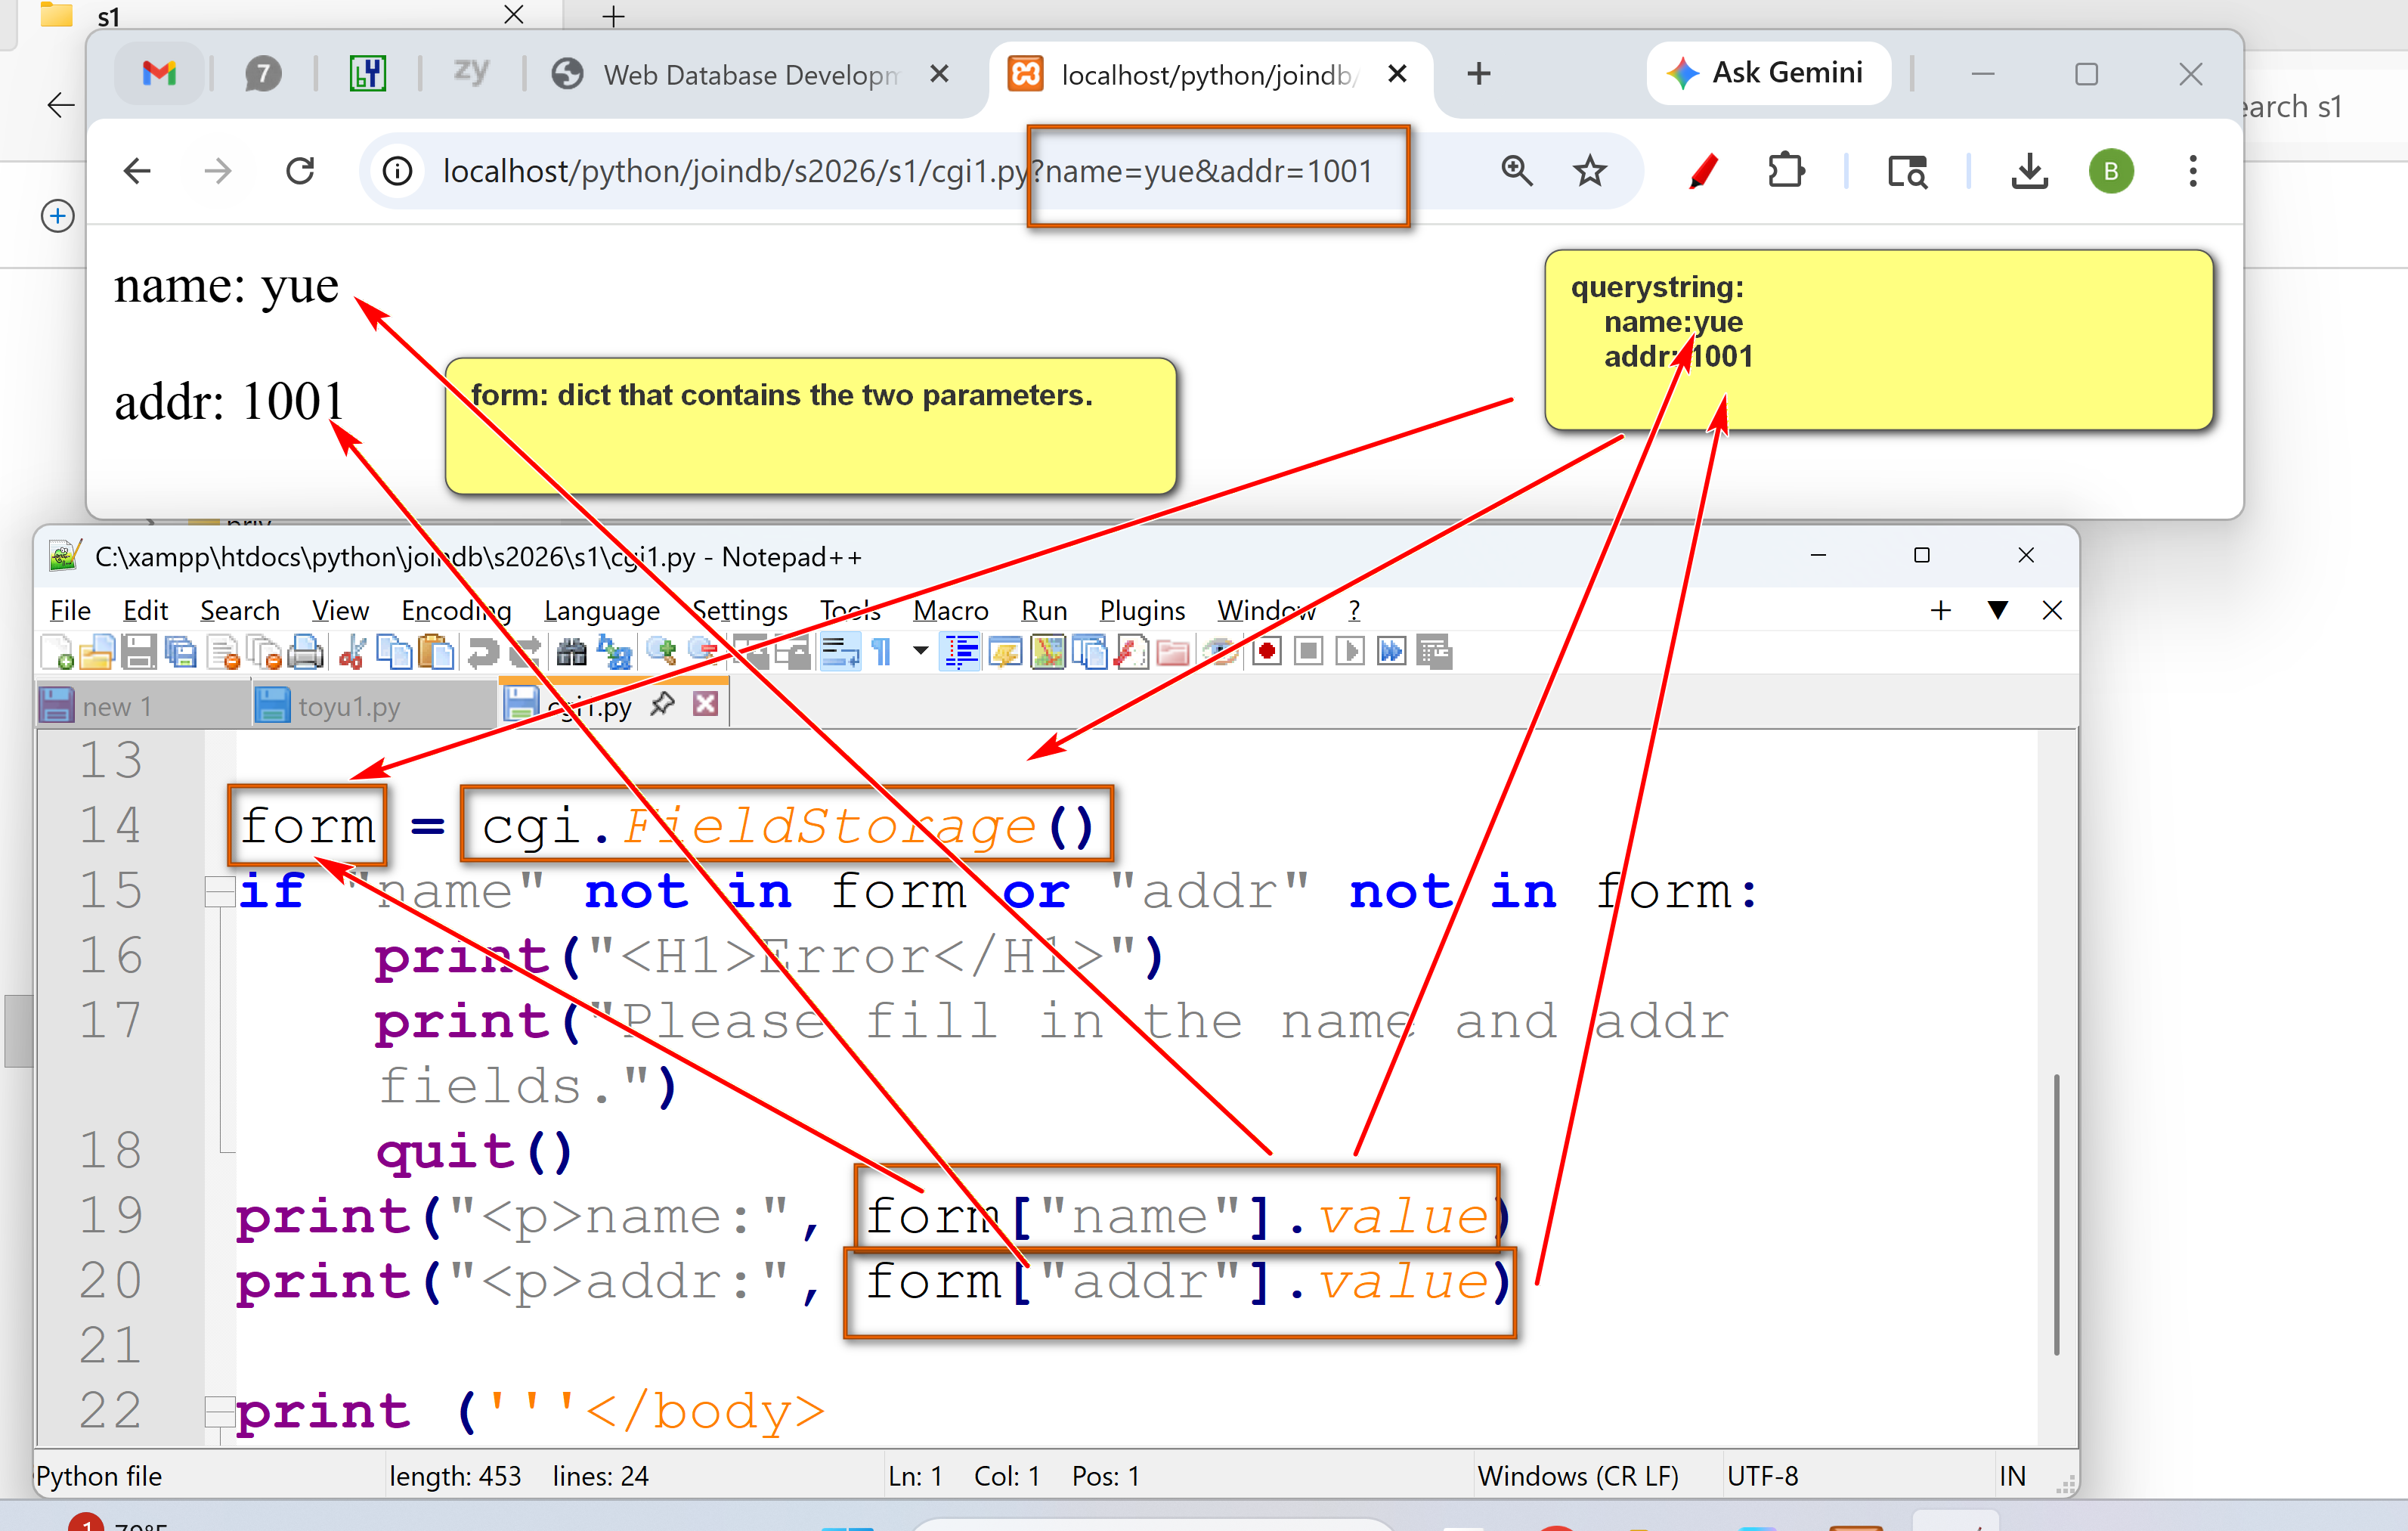 s1
7
zy
Web Database Developm
localhost/python/joindb/
Ask Gemini
earch s1
localhost/python/joindb/s2026/s1/cgi1.py?name=yue&addr=1001
B
name: yue
addr: 1001
form: dict that contains the two parameters.
querystring:
name:yue
addr: 1001
C:\xampp\htdocs\python\joindb\s2026\s1\cgi1.py - Notepad++
File Edit Search View Encoding Language Settings Tools Macro Run Plugins Window ?
new 1 toyu1.py cgi1.py
13
14 form = cgi.FieldStorage()
15 if "name" not in form or "addr" not in form:
16 print("<H1>Error</H1>")
17 print("Please fill in the name and addr
fields.")
18 quit()
19 print("<p>name:", form["name"].value)
20 print("<p>addr:", form["addr"].value)
21
22 print ('''</body>
Python file length: 453 lines: 24 Ln: 1 Col: 1 Pos: 1 Windows (CR LF) UTF-8 IN
1